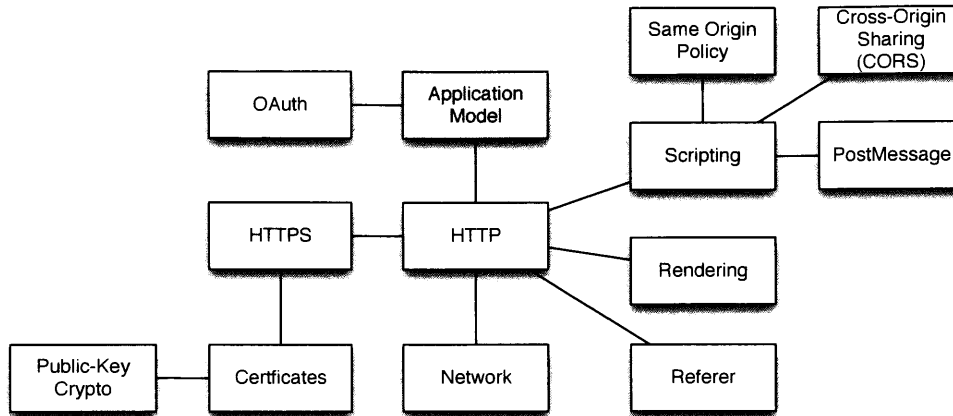 Same Origin
Policy
Cross-Origin
Sharing
(CORS)
OAuth
Application
Model
Scripting
PostMessage
HTTPS
HTTP
Rendering
Public-Key
Crypto
Certficates
Network
Referer